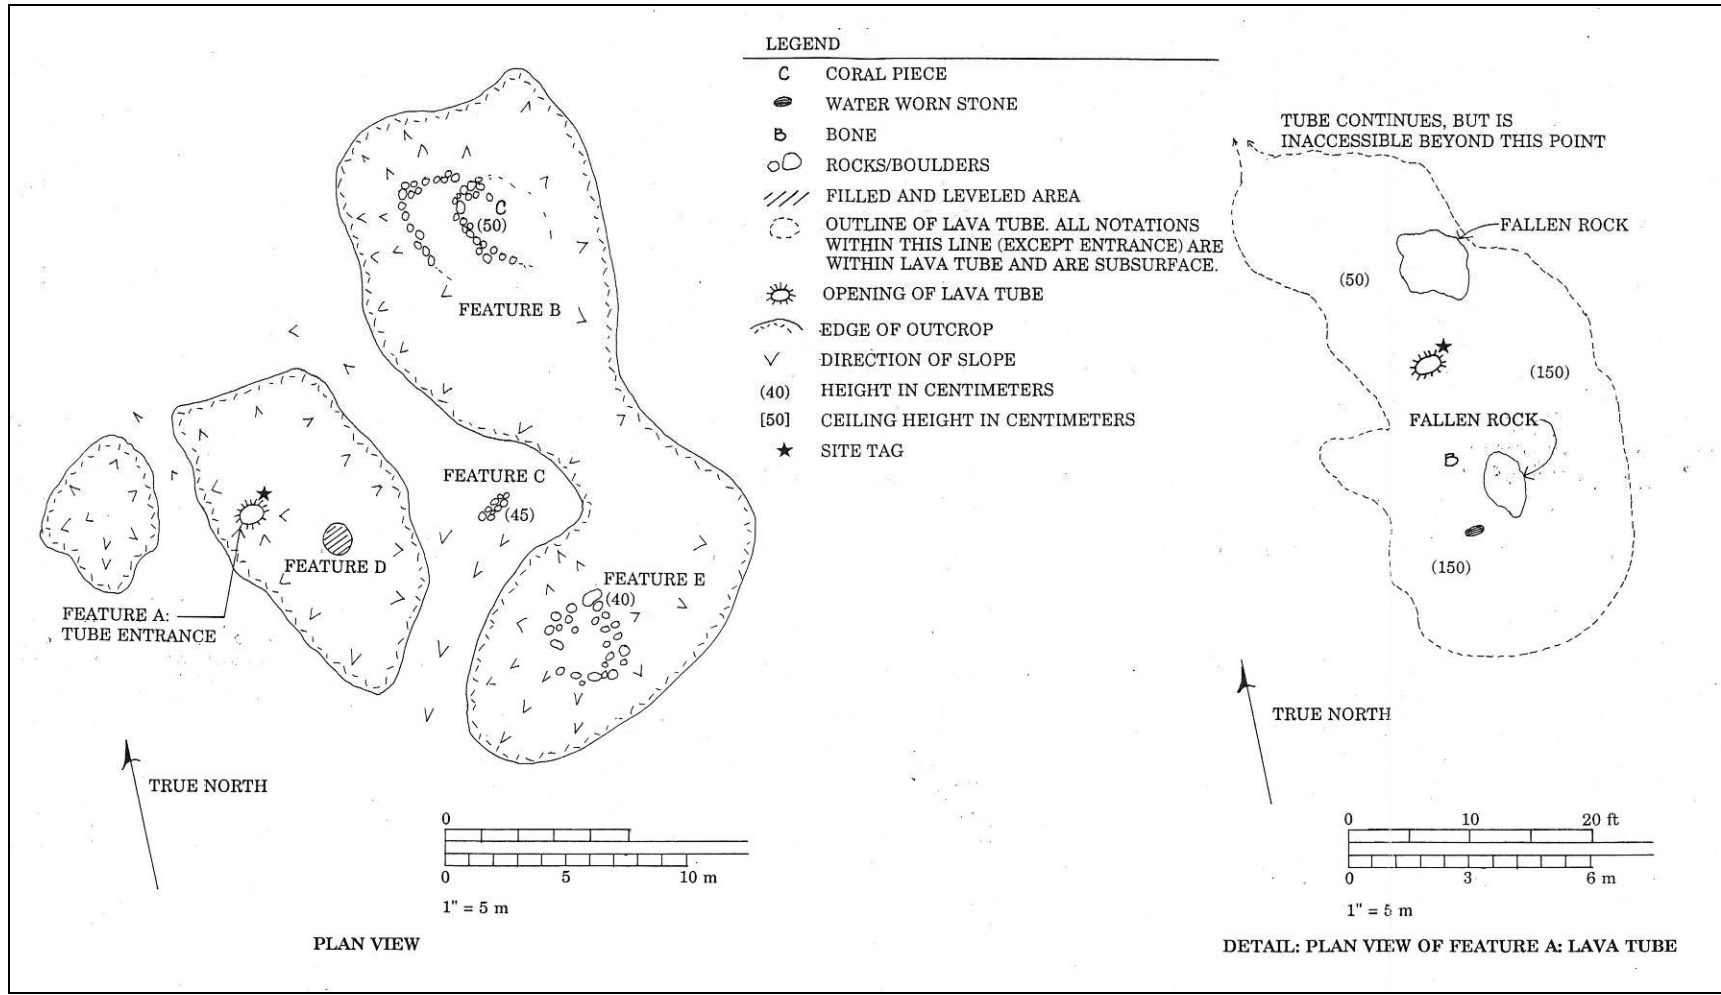 LEGEND
C CORAL PIECE
WATER WORN STONE
B BONE
ROCKS/BOULDERS
FILLED AND LEVELED AREA
OUTLINE OF LAVA TUBE. ALL NOTATIONS
WITHIN THIS LINE (EXCEPT ENTRANCE) ARE
WITHIN LAVA TUBE AND ARE SUBSURFACE.
OPENING OF LAVA TUBE
EDGE OF OUTCROP
DIRECTION OF SLOPE
(40) HEIGHT IN CENTIMETERS
[50] CEILING HEIGHT IN CENTIMETERS
★ SITE TAG
C
(50)
FEATURE B
FEATURE C
(45)
FEATURE D
FEATURE E
(40)
FEATURE A:
TUBE ENTRANCE
TRUE NORTH
0
0 5 10 m
1" = 5 m
PLAN VIEW
TUBE CONTINUES, BUT IS
INACCESSIBLE BEYOND THIS POINT
FALLEN ROCK
(50)
(150)
FALLEN ROCK
B
(150)
TRUE NORTH
0 10 20 ft
0 3 6 m
1" = 5 m
DETAIL: PLAN VIEW OF FEATURE A: LAVA TUBE